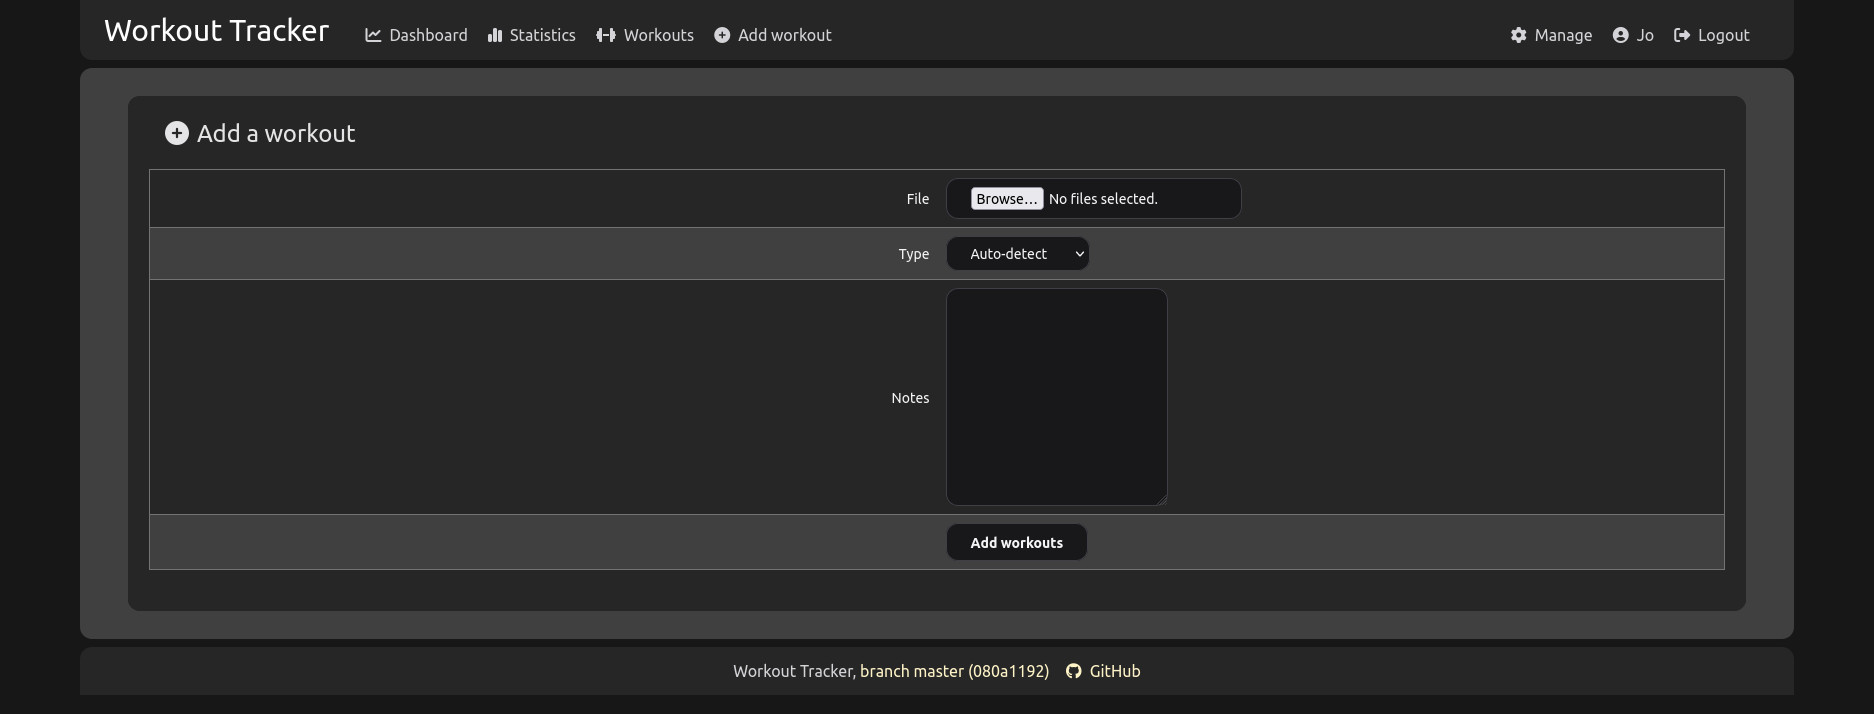 Workout Tracker Dashboard Statistics Workouts Add workout Manage Jo Logout
Add a workout
File Browse... No files selected.
Type Auto-detect
Notes
Add workouts
Workout Tracker, branch master (080a1192) GitHub